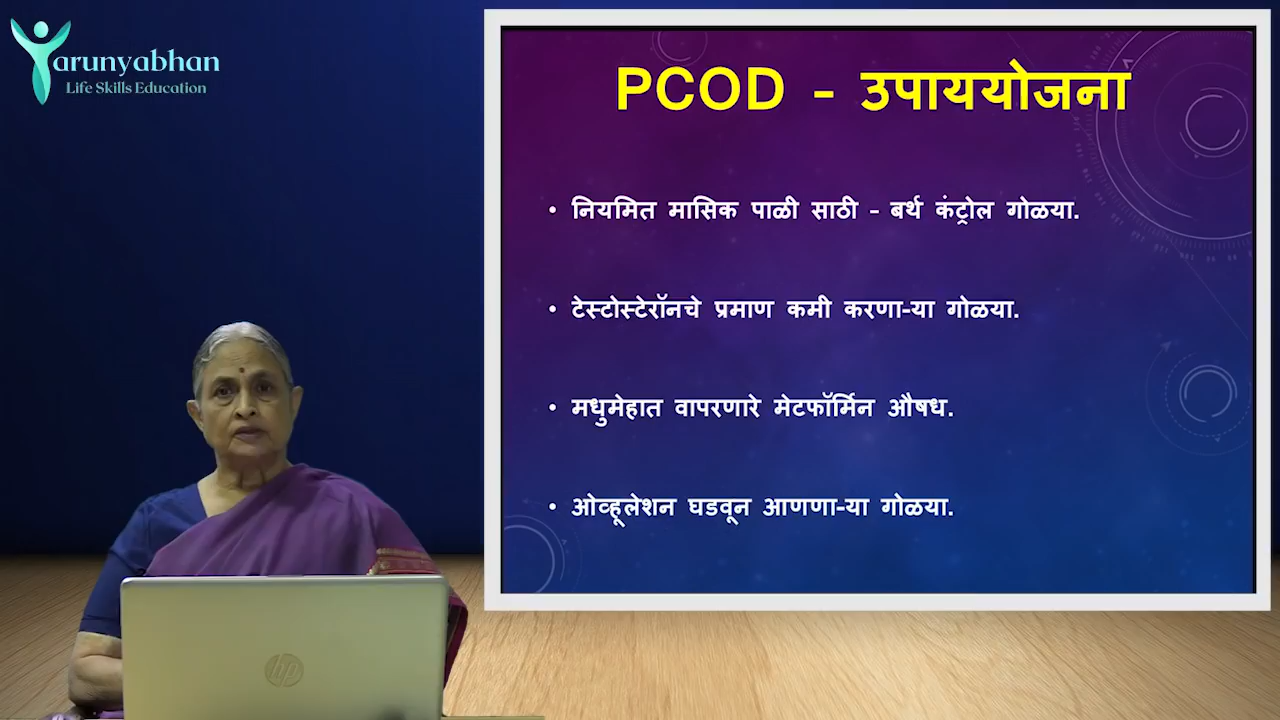 Tarunyabhan
Life Skills Education
PCOD - उपाययोजना
• नियमित मासिक पाळी साठी - बर्थ कंट्रोल गोळया.
• टेस्टोस्टेरॉनचे प्रमाण कमी करणा-या गोळया.
• मधुमेहात वापरणारे मेटफॉर्मिन औषध.
• ओव्हूलेशन घडवून आणणा-या गोळया.
hp